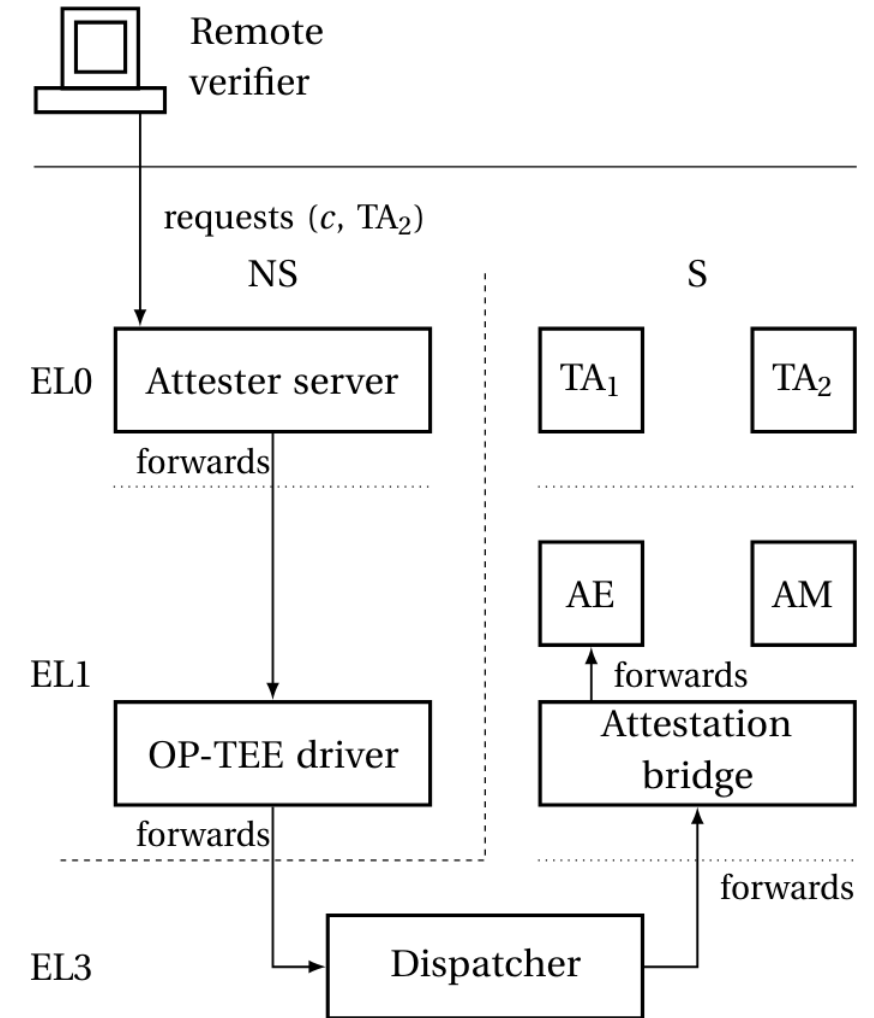 Remote
verifier
requests (c, TA₂)
NS
S
EL0
Attester server
TA₁
TA₂
forwards
AE
AM
EL1
forwards
OP-TEE driver
Attestation
bridge
forwards
forwards
EL3
Dispatcher